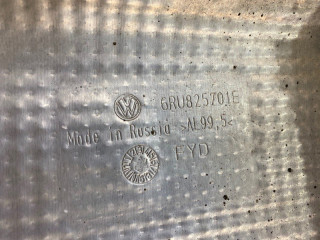 6RU825701E
Made in Russia >AL99,5<
FYD